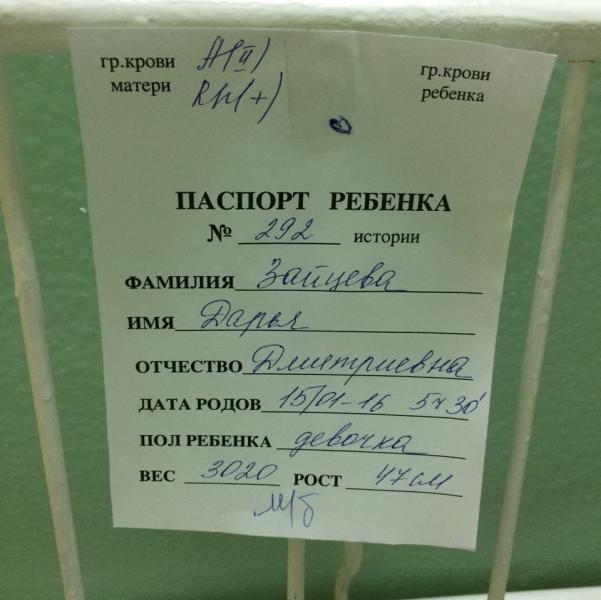 гр.крови A(II) гр.крови
матери Rh(+) ребенка
ПАСПОРТ РЕБЕНКА
№ 292 истории
ФАМИЛИЯ Зайцева
ИМЯ Дарья
ОТЧЕСТВО Дмитриевна
ДАТА РОДОВ 15/01-16 5ч 30'
ПОЛ РЕБЕНКА девочка
ВЕС 3020 РОСТ 47см